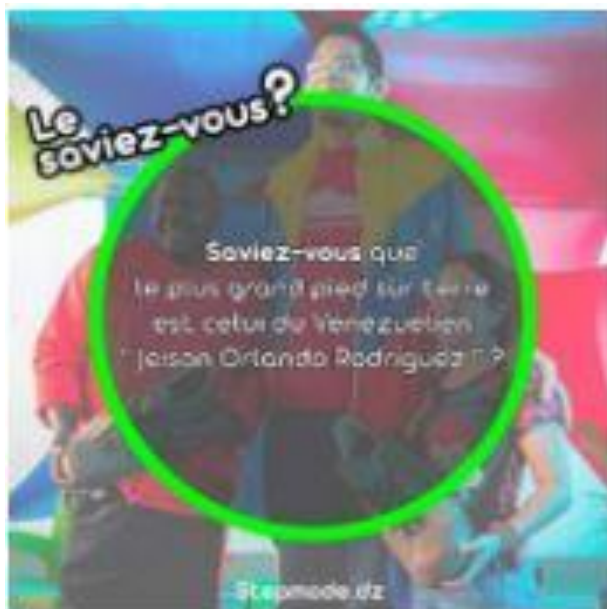 Le
saviez-vous?
Saviez-vous que
le plus grand pied sur terre
est celui du Venezuelien
" Jeison Orlando Rodriguez " ?
Stepmode.dz